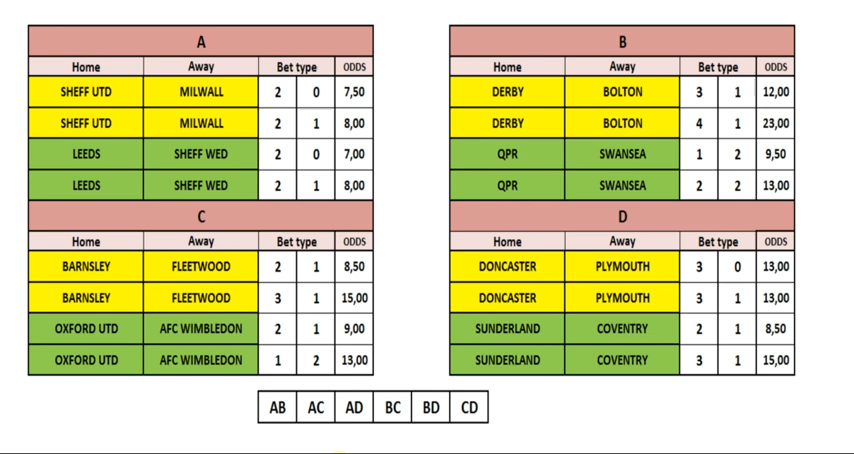 A
Home Away Bet type ODDS
SHEFF UTD MILWALL 2 0 7,50
SHEFF UTD MILWALL 2 1 8,00
LEEDS SHEFF WED 2 0 7,00
LEEDS SHEFF WED 2 1 8,00
B
Home Away Bet type ODDS
DERBY BOLTON 3 1 12,00
DERBY BOLTON 4 1 23,00
QPR SWANSEA 1 2 9,50
QPR SWANSEA 2 2 13,00
C
Home Away Bet type ODDS
BARNSLEY FLEETWOOD 2 1 8,50
BARNSLEY FLEETWOOD 3 1 15,00
OXFORD UTD AFC WIMBLEDON 2 1 9,00
OXFORD UTD AFC WIMBLEDON 1 2 13,00
D
Home Away Bet type ODDS
DONCASTER PLYMOUTH 3 0 13,00
DONCASTER PLYMOUTH 3 1 13,00
SUNDERLAND COVENTRY 2 1 8,50
SUNDERLAND COVENTRY 3 1 15,00
AB AC AD BC BD CD